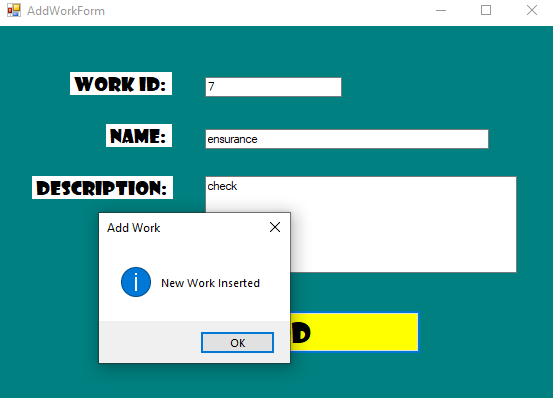 AddWorkForm
WORK ID:
7
NAME:
ensurance
DESCRIPTION:
check
Add Work
New Work Inserted
OK
D